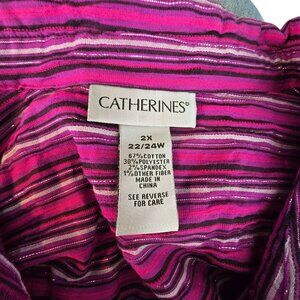 CATHERINES®
2X
22/24W
67% COTTON
30% POLYESTER
2% SPANDEX
1% OTHER FIBER
MADE IN
CHINA
SEE REVERSE
FOR CARE